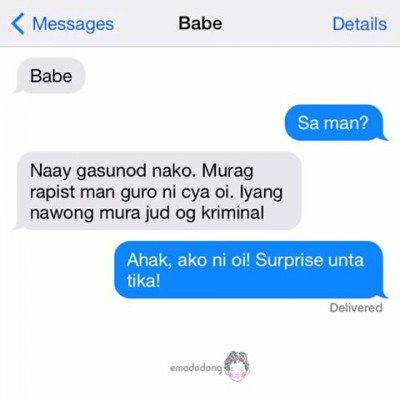 Messages Babe Details
Babe
Sa man?
Naay gasunod nako. Murag
rapist man guro ni cya oi. Iyang
nawong mura jud og kriminal
Ahak, ako ni oi! Surprise unta
tika!
Delivered
emododong